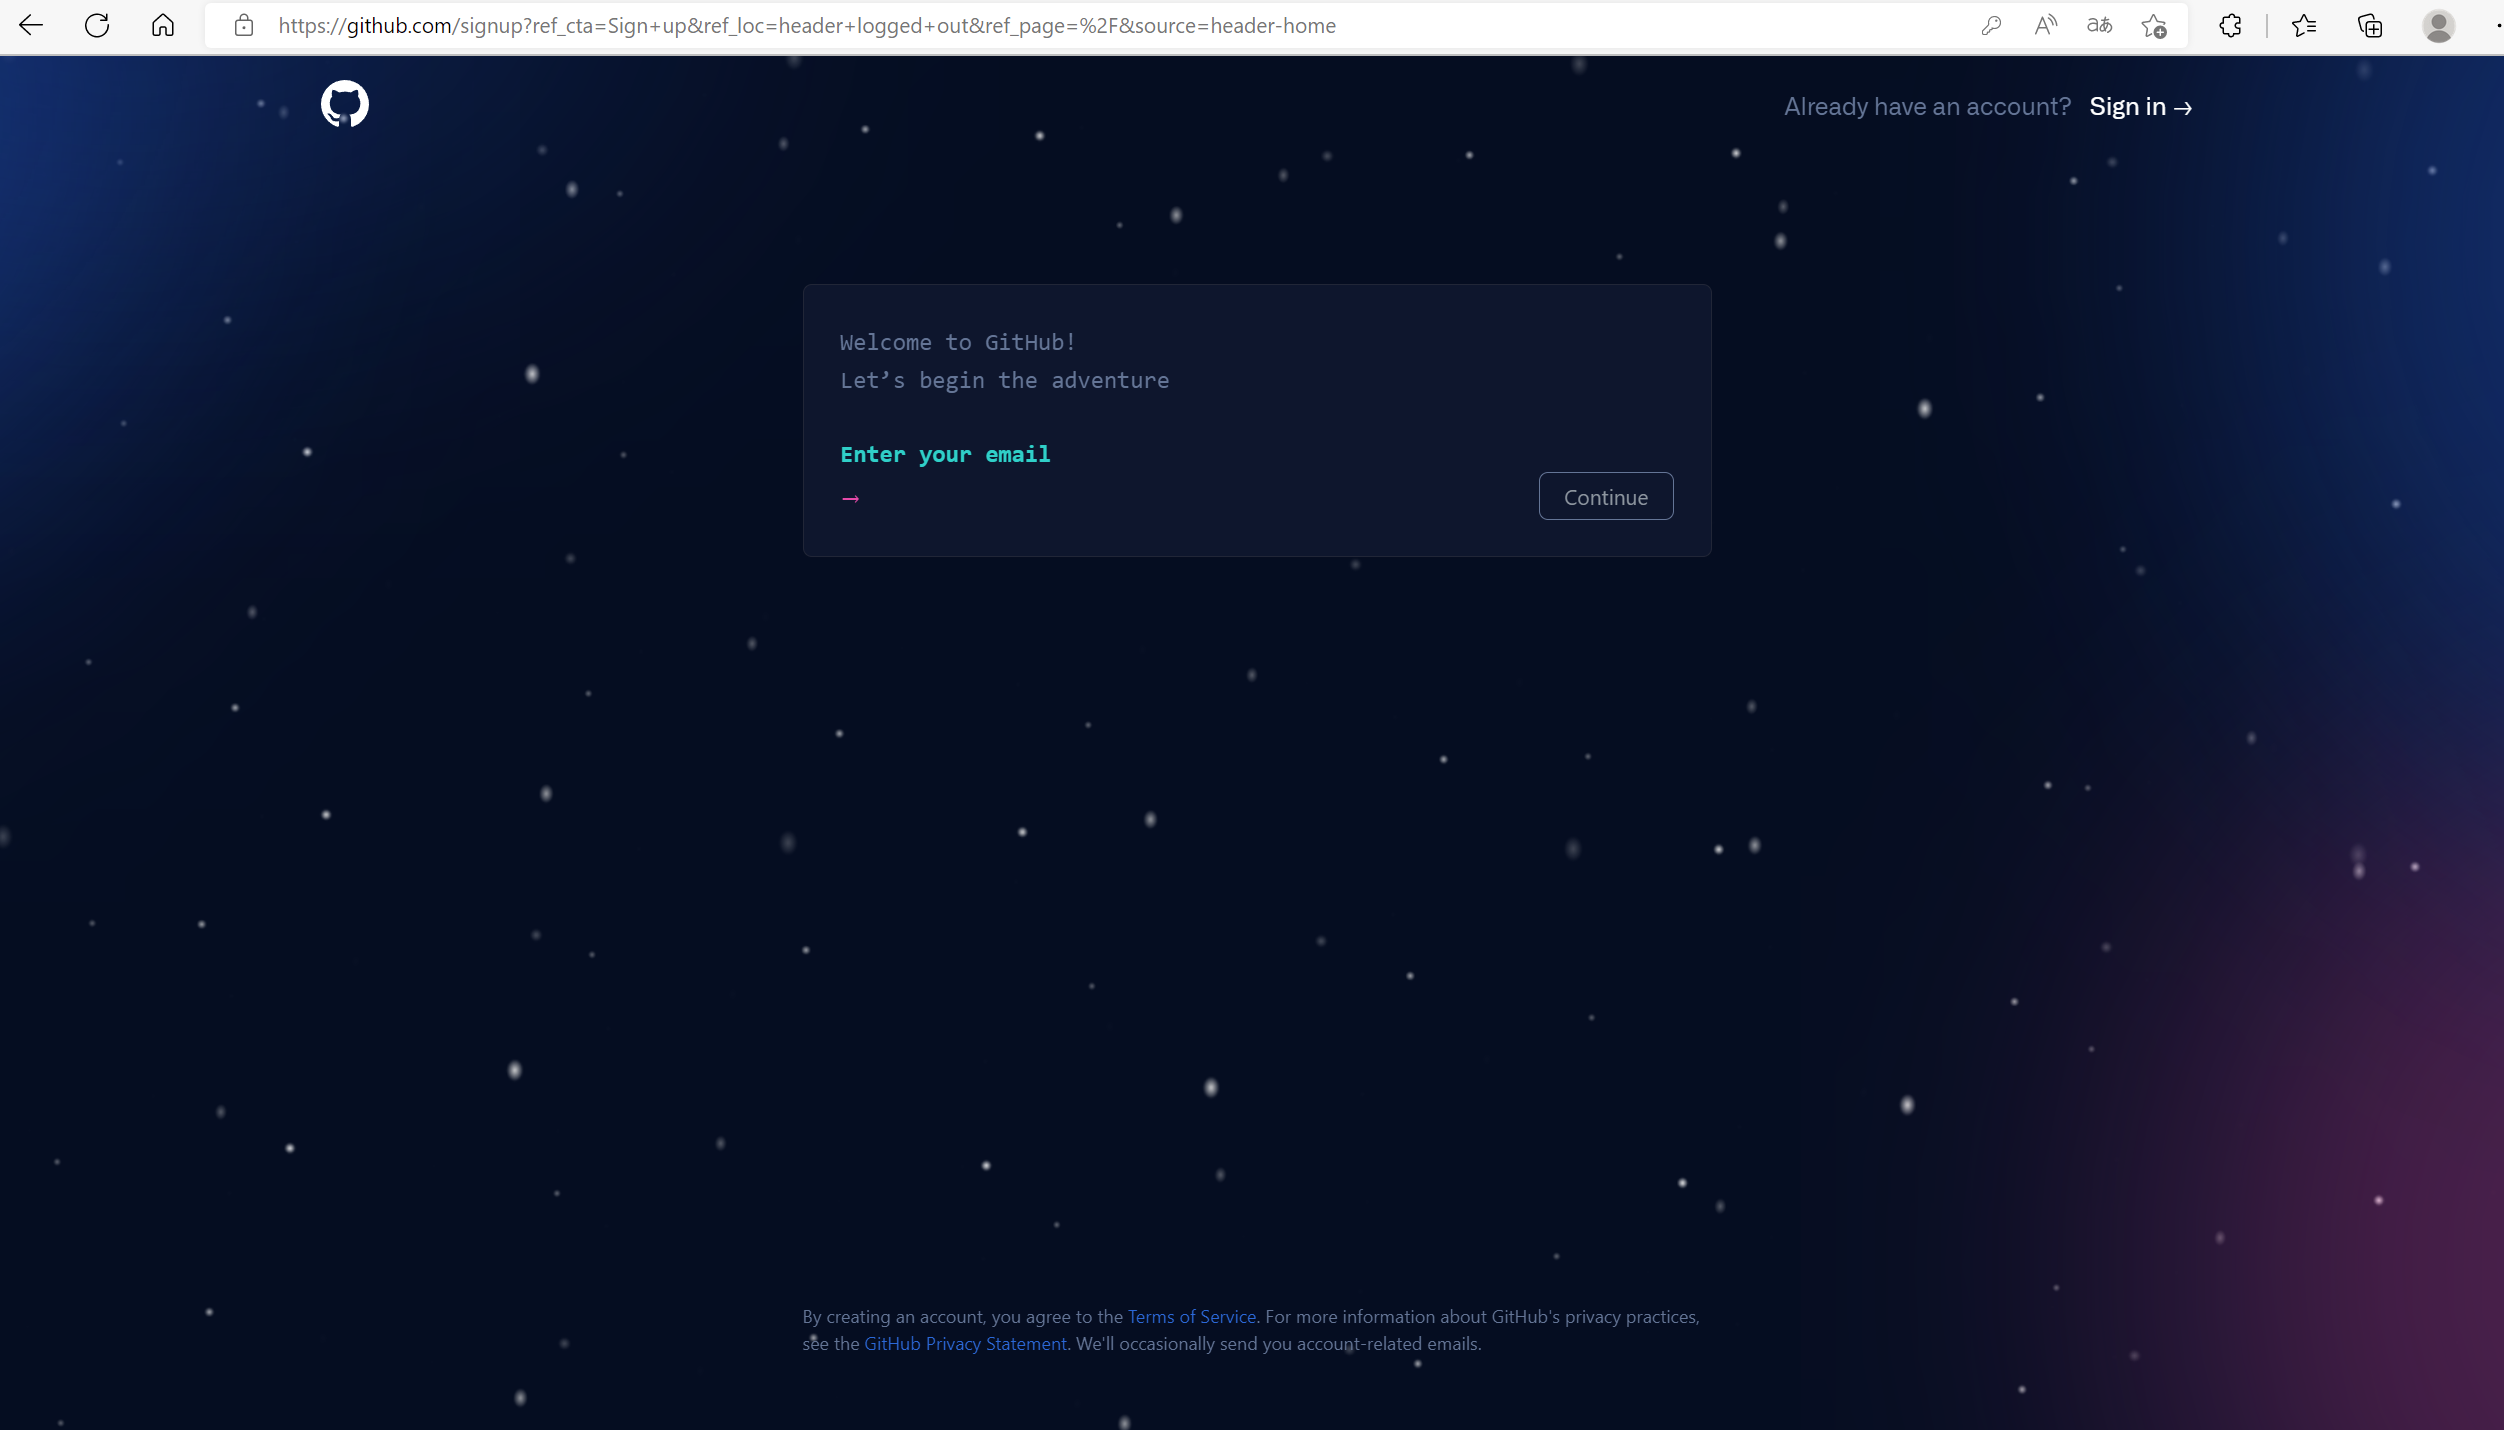 https://github.com/signup?ref_cta=Sign+up&ref_loc=header+logged+out&ref_page=%2F&source=header-home
Already have an account? Sign in →
Welcome to GitHub!
Let’s begin the adventure
Enter your email
→
Continue
By creating an account, you agree to the Terms of Service. For more information about GitHub's privacy practices,
see the GitHub Privacy Statement. We'll occasionally send you account-related emails.